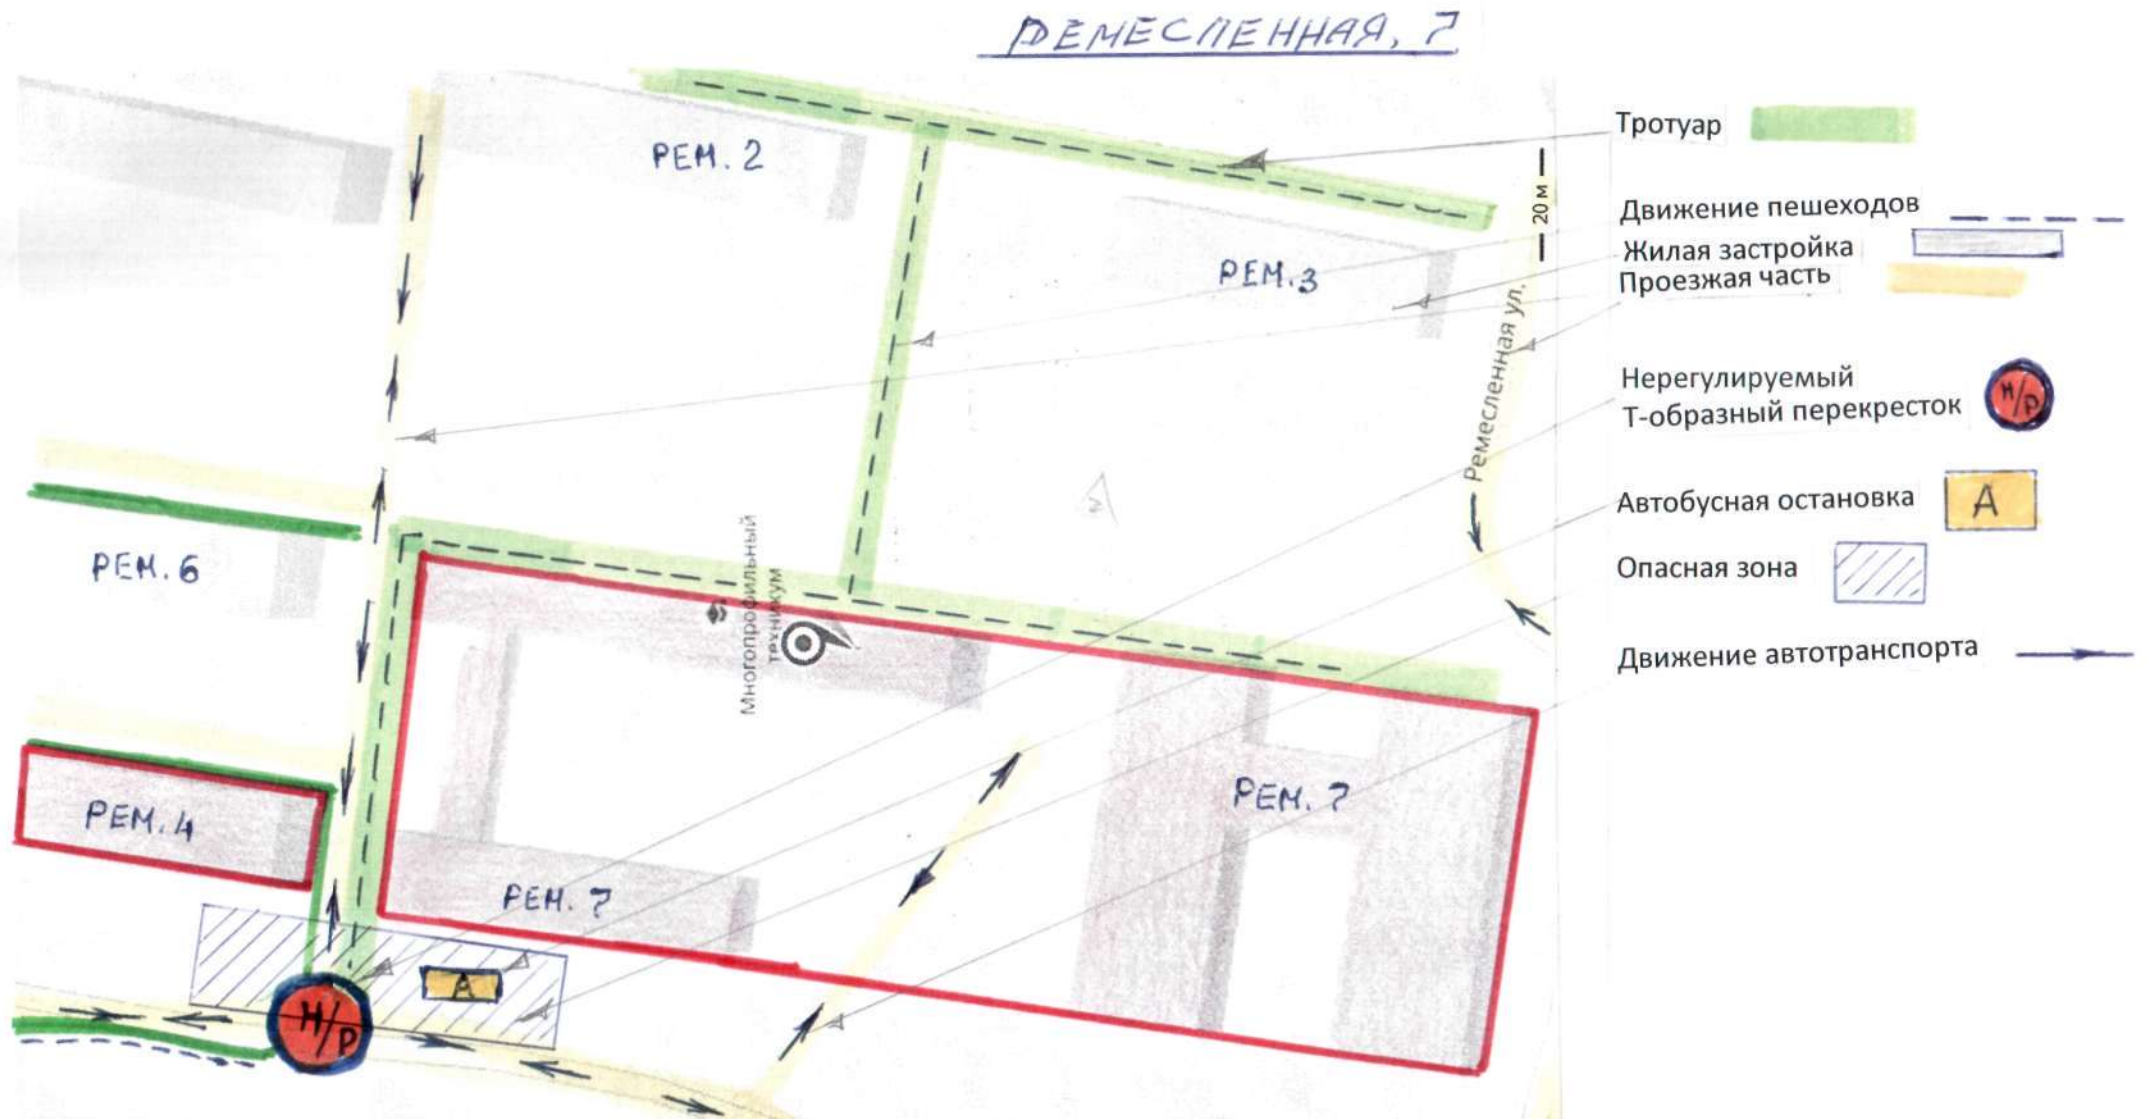 РЕМЕСЛЕННАЯ, 7
РЕМ. 2
РЕМ. 3
РЕМ. 6
РЕМ. 4
РЕМ. 7
РЕМ. 7
Многопрофильный
техникум
Ремесленная ул.
20 м
N
А
Н/Р
Тротуар
Движение пешеходов
Жилая застройка
Проезжая часть
Нерегулируемый
Т-образный перекресток
Н/Р
Автобусная остановка
А
Опасная зона
Движение автотранспорта